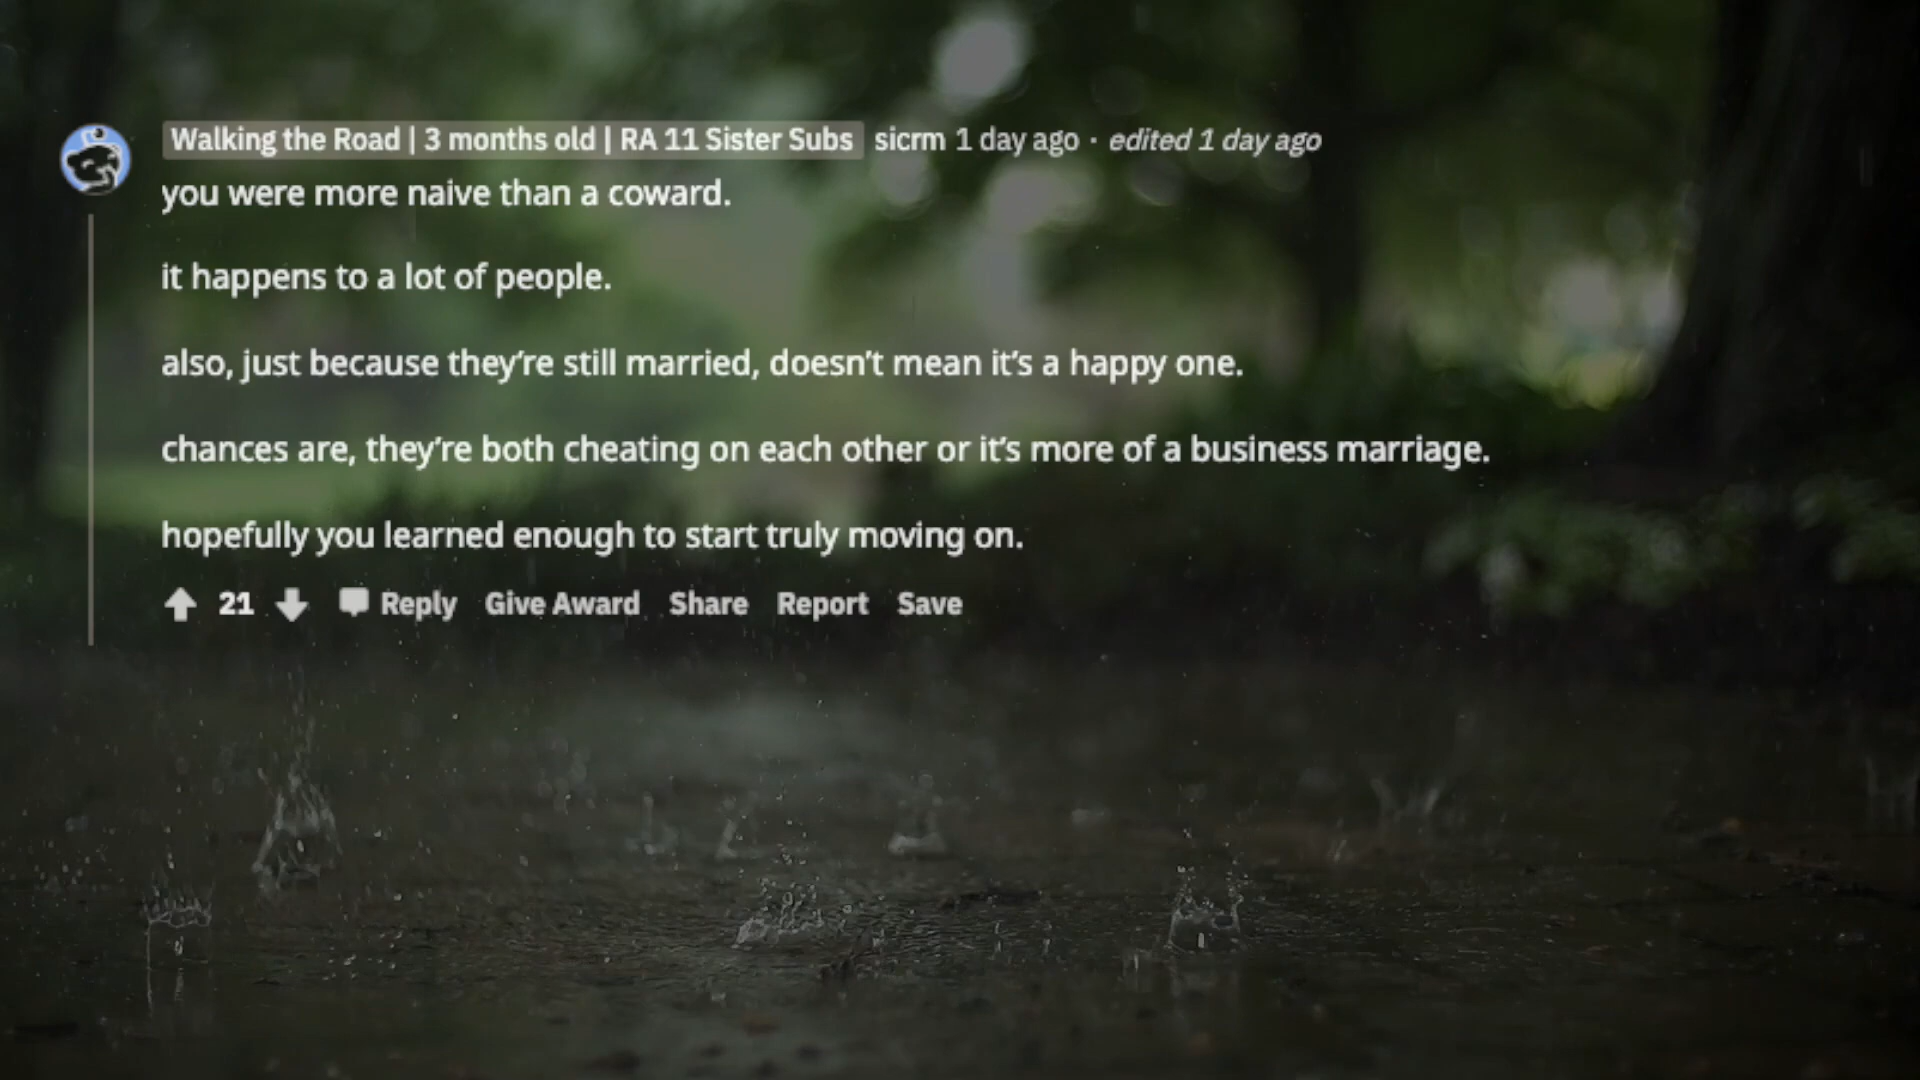 Walking the Road | 3 months old | RA 11 Sister Subs sicrm 1 day ago · edited 1 day ago
you were more naive than a coward.
it happens to a lot of people.
also, just because they’re still married, doesn’t mean it’s a happy one.
chances are, they’re both cheating on each other or it’s more of a business marriage.
hopefully you learned enough to start truly moving on.
21 Reply Give Award Share Report Save